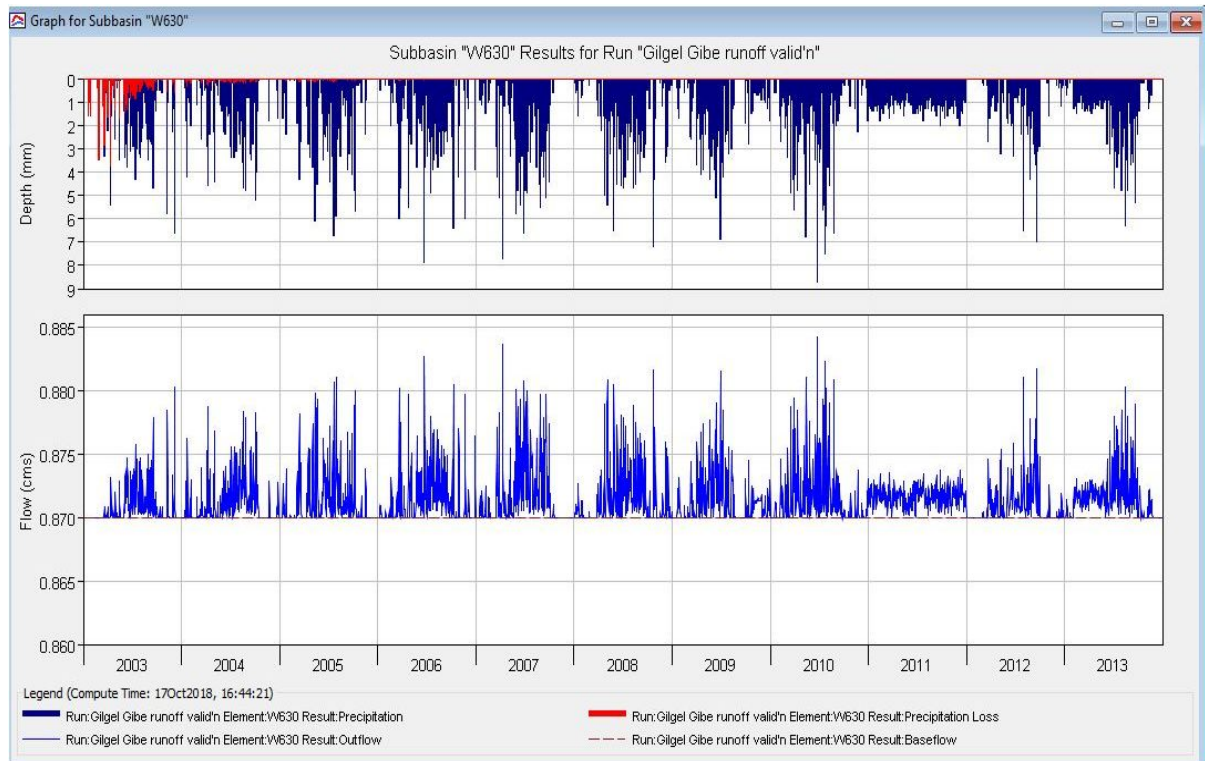 Graph for Subbasin "W630"
Subbasin "W630" Results for Run "Gilgel Gibe runoff valid'n"
Depth (mm)
0
1
2
3
4
5
6
7
8
9
Flow (cms)
0.885
0.880
0.875
0.870
0.865
0.860
2003 2004 2005 2006 2007 2008 2009 2010 2011 2012 2013
Legend (Compute Time: 17Oct2018, 16:44:21)
Run:Gilgel Gibe runoff valid'n Element:W630 Result:Precipitation
Run:Gilgel Gibe runoff valid'n Element:W630 Result:Precipitation Loss
Run:Gilgel Gibe runoff valid'n Element:W630 Result:Outflow
Run:Gilgel Gibe runoff valid'n Element:W630 Result:Baseflow